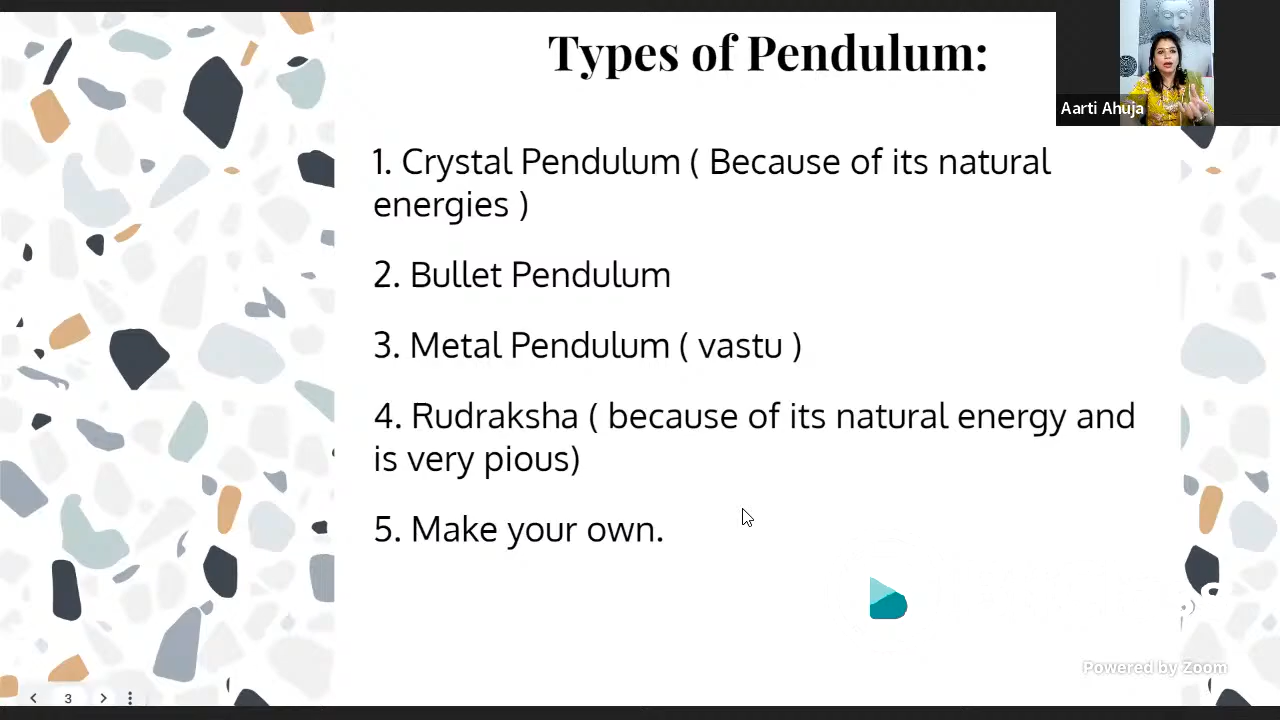 Types of Pendulum:
Aarti Ahuja
1. Crystal Pendulum ( Because of its natural
energies )
2. Bullet Pendulum
3. Metal Pendulum ( vastu )
4. Rudraksha ( because of its natural energy and
is very pious)
5. Make your own.
Powered by Zoom
3